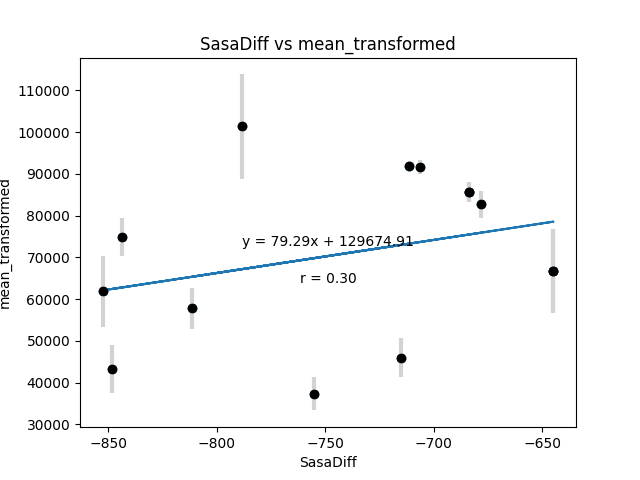 SasaDiff vs mean_transformed
mean_transformed
110000
100000
90000
80000
70000
60000
50000
40000
30000
y = 79.29x + 129674.91
r = 0.30
−850
−800
−750
−700
−650
SasaDiff